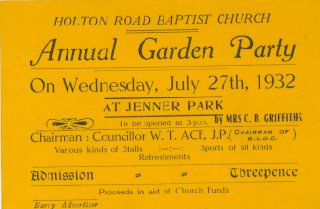 HOLTON ROAD BAPTIST CHURCH
Annual Garden Party
On Wednesday, July 27th, 1932
AT JENNER PARK
To be opened at 3 p.m. by MRS C. B. GRIFFITHS
Chairman : Councillor W. T. ACE, J.P. (CHAIRMAN OF B.U.D.C.)
Various kinds of Stalls :—:—: Sports of all kinds
Refreshments
Admission " " Threepence
Proceeds in aid of Church Funds
Barry Advertiser